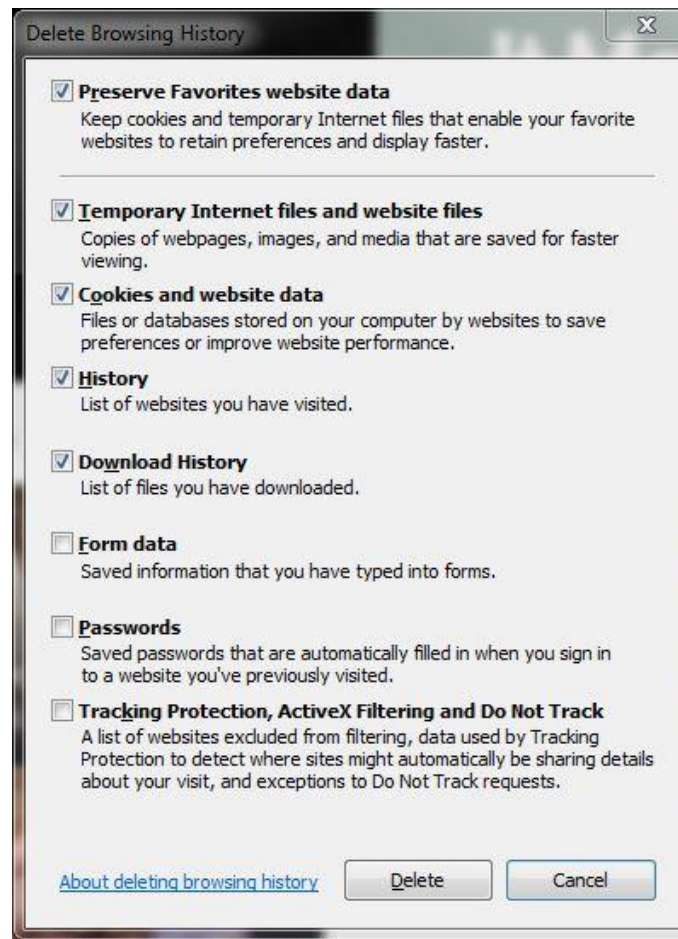 Delete Browsing History
Preserve Favorites website data
Keep cookies and temporary Internet files that enable your favorite
websites to retain preferences and display faster.
Temporary Internet files and website files
Copies of webpages, images, and media that are saved for faster
viewing.
Cookies and website data
Files or databases stored on your computer by websites to save
preferences or improve website performance.
History
List of websites you have visited.
Download History
List of files you have downloaded.
Form data
Saved information that you have typed into forms.
Passwords
Saved passwords that are automatically filled in when you sign in
to a website you've previously visited.
Tracking Protection, ActiveX Filtering and Do Not Track
A list of websites excluded from filtering, data used by Tracking
Protection to detect where sites might automatically be sharing details
about your visit, and exceptions to Do Not Track requests.
About deleting browsing history Delete Cancel